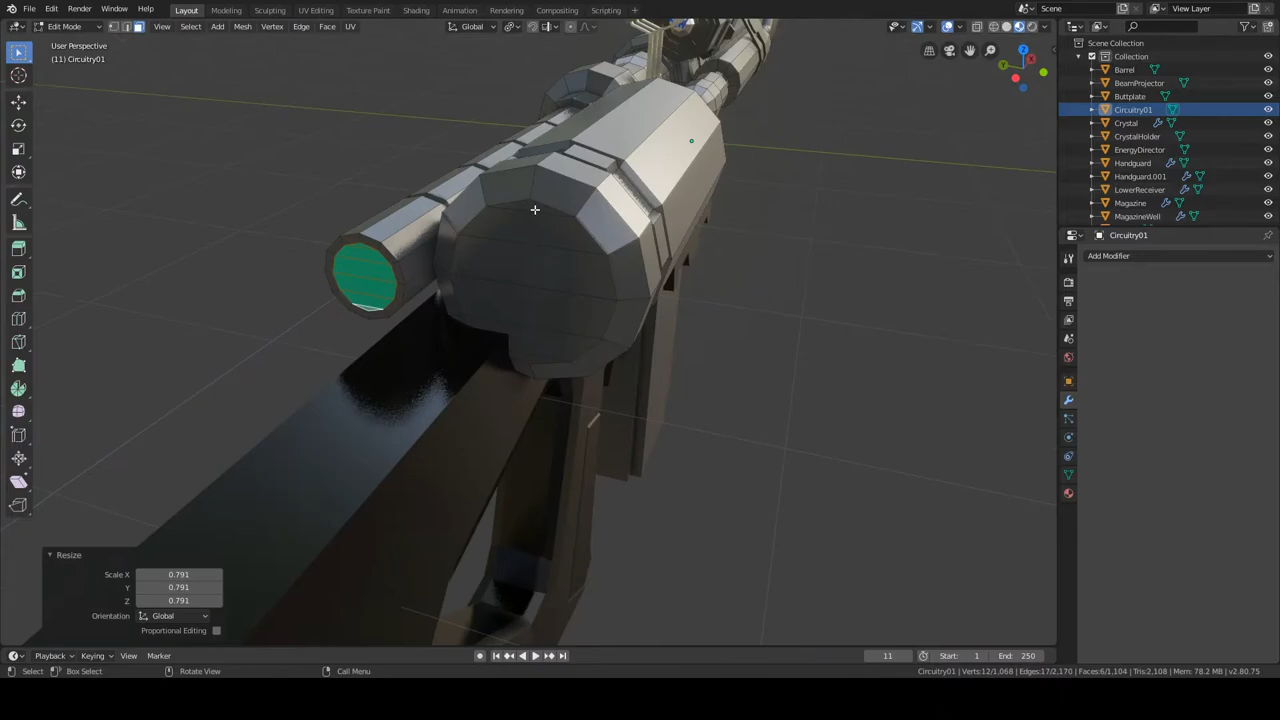 File Edit Render Window Help
Layout Modeling Sculpting UV Editing Texture Paint Shading Animation Rendering Compositing Scripting +
Scene
View Layer
Edit Mode View Select Add Mesh Vertex Edge Face UV
Global
User Perspective
(11) Circuitry01
Z
X
Y
Scene Collection
Collection
Barrel
BeamProjector
Buttplate
Circuitry01
Crystal
CrystalHolder
EnergyDirector
Handguard
Handguard.001
LowerReceiver
Magazine
MagazineWell
Circuitry01
Add Modifier
Resize
Scale X 0.791
Y 0.791
Z 0.791
Orientation Global
Proportional Editing
Playback Keying View Marker
11
Start: 1
End: 250
Select Box Select Rotate View Call Menu
Circuitry01 | Verts:12/1,068 | Edges:17/2,170 | Faces:6/1,104 | Tris:2,108 | Mem: 78.2 MB | v2.80.75